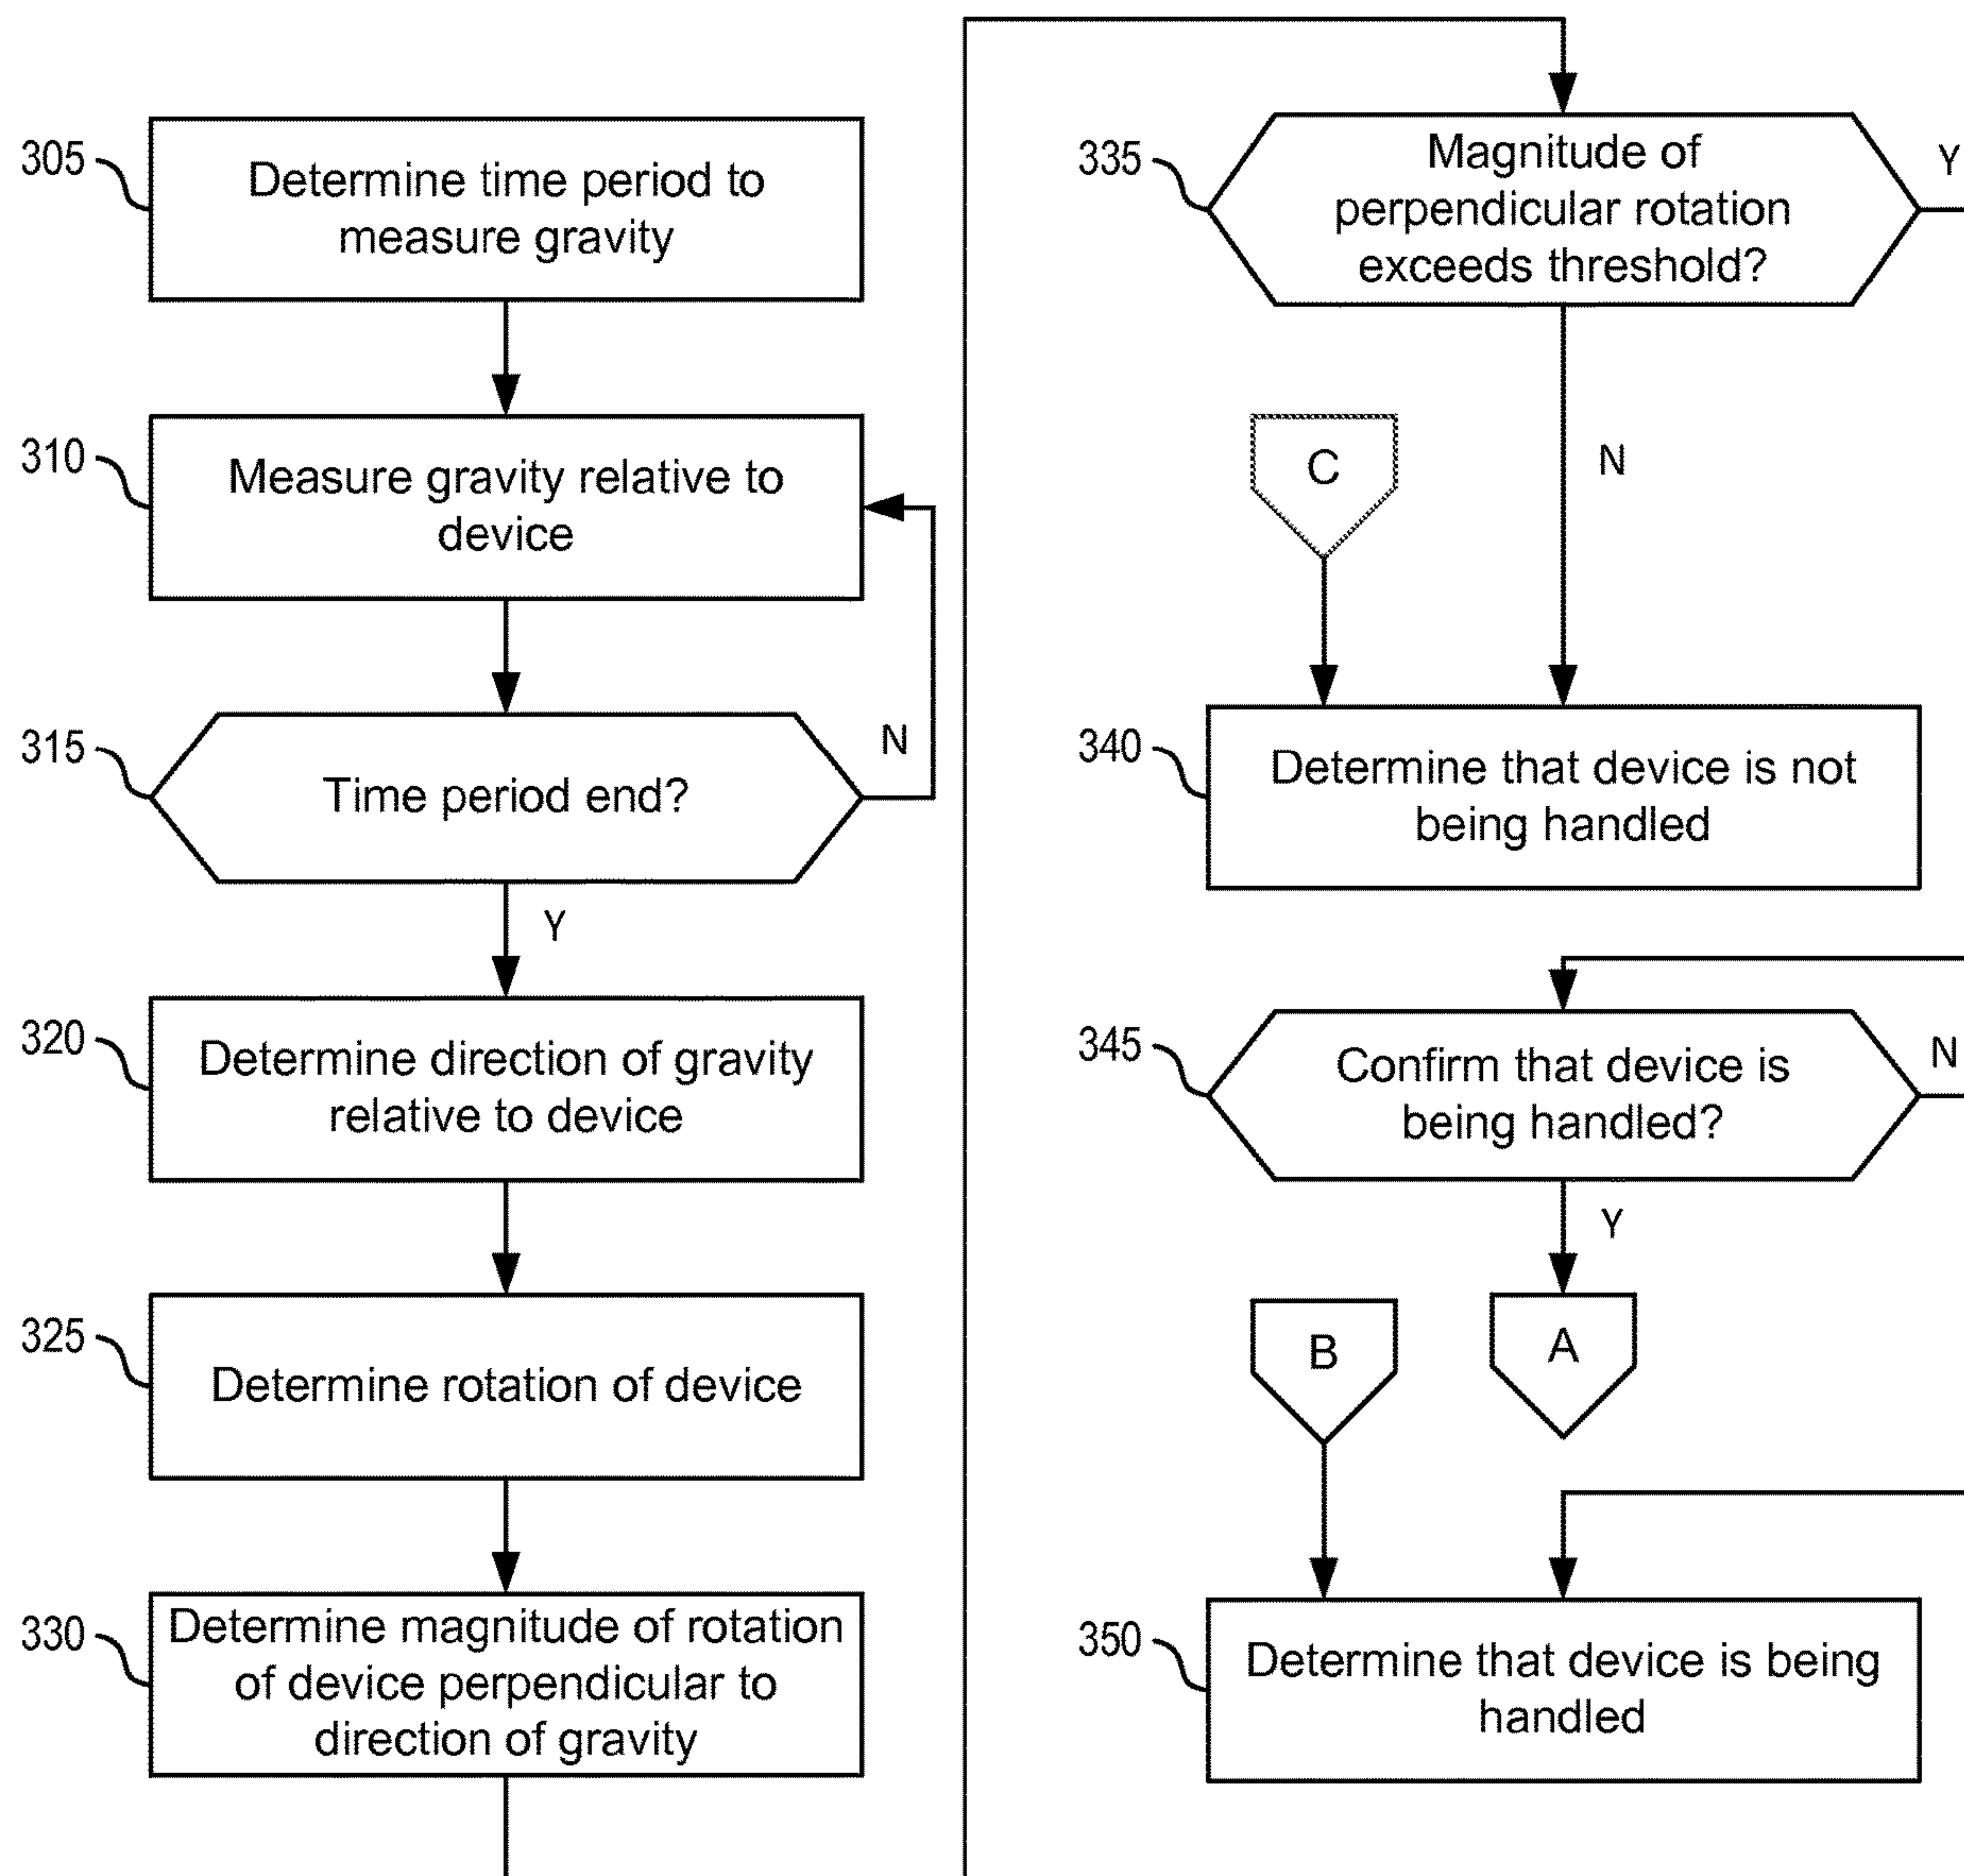 305
Determine time period to
measure gravity
310
Measure gravity relative to
device
315
Time period end?
N
Y
320
Determine direction of gravity
relative to device
325
Determine rotation of device
330
Determine magnitude of rotation
of device perpendicular to
direction of gravity
335
Magnitude of
perpendicular rotation
exceeds threshold?
Y
N
C
340
Determine that device is not
being handled
345
Confirm that device is
being handled?
N
Y
B
A
350
Determine that device is being
handled